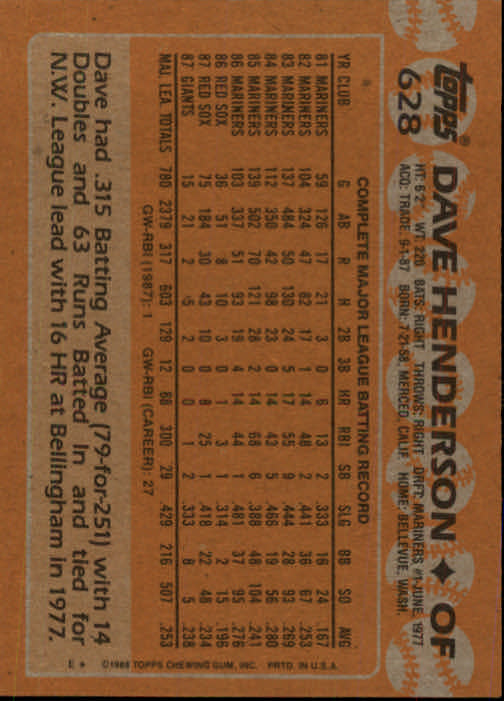 topps®
628
DAVE HENDERSON ✦ OF
HT: 6'2" WT: 220 BATS: RIGHT THROWS: RIGHT DRFT: MARINERS #1-JUNE, 1977
ACQ: TRADE 9-1-87 BORN: 7-21-58, MERCED, CALIF. HOME: BELLEVUE, WASH.
COMPLETE MAJOR LEAGUE BATTING RECORD
YR CLUB G AB R H 2B 3B HR RBI SB SLG BB SO AVG
81 MARINERS 59 126 17 21 3 0 6 13 2 .333 16 24 .167
82 MARINERS 104 324 47 82 17 1 14 48 2 .441 36 67 .253
83 MARINERS 137 484 50 130 24 5 17 55 9 .444 28 93 .269
84 MARINERS 112 350 42 98 23 0 14 43 5 .466 19 56 .280
85 MARINERS 139 502 70 121 28 2 14 68 6 .388 48 104 .241
86 MARINERS 103 337 51 93 19 4 14 44 1 .481 37 95 .276
86 RED SOX 36 51 8 10 3 0 1 3 1 .314 2 15 .196
87 RED SOX 75 184 30 43 10 0 8 25 1 .418 22 48 .234
87 GIANTS 15 21 2 5 2 0 0 1 2 .333 8 5 .238
MAJ. LEA. TOTALS 780 2379 317 603 129 12 88 300 29 .429 216 507 .253
GW-RBI (1987): 1 GW-RBI (CAREER): 27
Dave had .315 Batting Average (79-for-251) with 14
Doubles and 63 Runs Batted In and tied for
N.W. League lead with 16 HR at Bellingham in 1977.
E * ©1988 TOPPS CHEWING GUM, INC. PRTD. IN U.S.A.